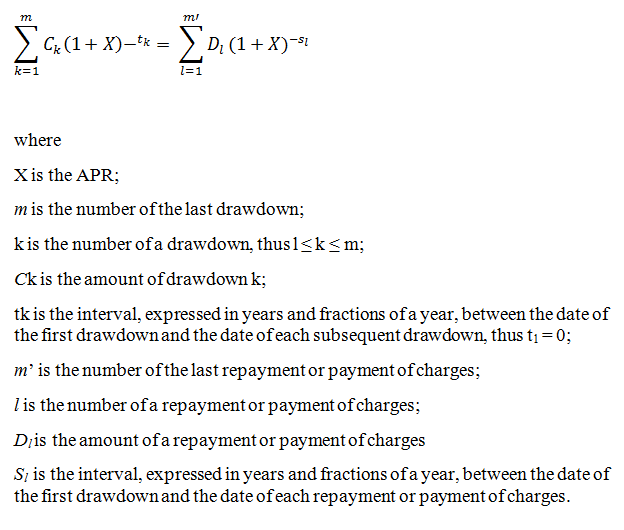 m m′
∑ Cₖ (1 + X)−ᵗₖ = ∑ Dₗ (1 + X)⁻ˢₗ
k=1 l=1
where
X is the APR;
m is the number of the last drawdown;
k is the number of a drawdown, thus 1 ≤ k ≤ m;
Ck is the amount of drawdown k;
tk is the interval, expressed in years and fractions of a year, between the date of
the first drawdown and the date of each subsequent drawdown, thus t₁ = 0;
m’ is the number of the last repayment or payment of charges;
l is the number of a repayment or payment of charges;
Dₗ is the amount of a repayment or payment of charges
Sₗ is the interval, expressed in years and fractions of a year, between the date of
the first drawdown and the date of each repayment or payment of charges.